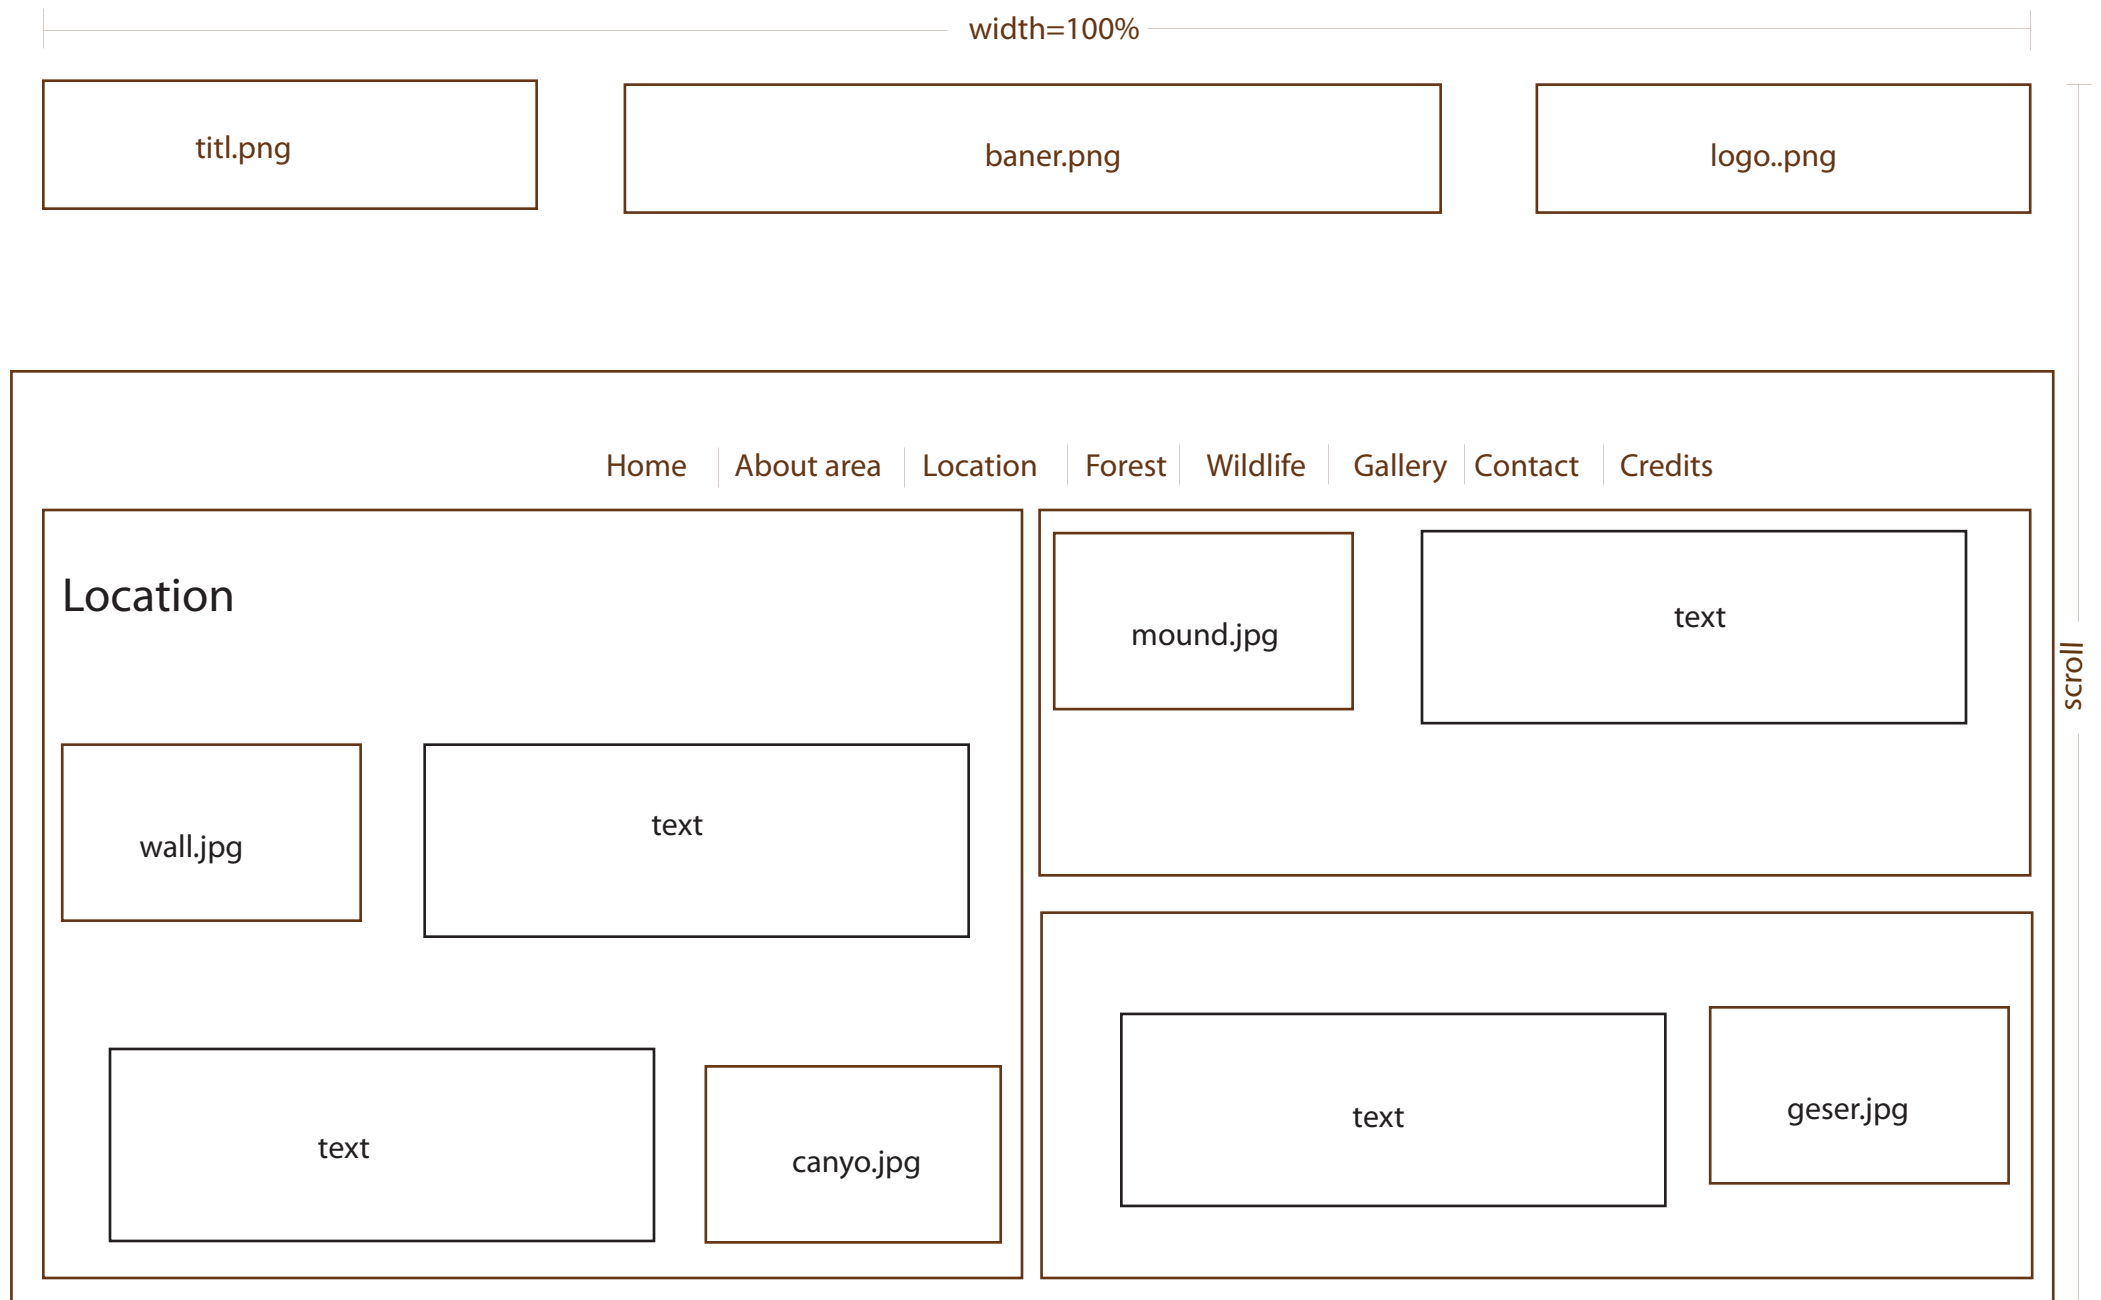 width=100%
titl.png
baner.png
logo..png
Home About area Location Forest Wildlife Gallery Contact Credits
Location
wall.jpg
text
text
canyo.jpg
mound.jpg
text
text
geser.jpg
scroll